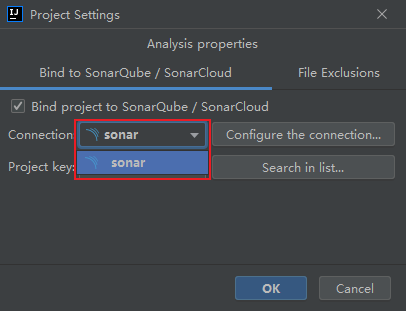 IJ Project Settings
Analysis properties
Bind to SonarQube / SonarCloud File Exclusions
Bind project to SonarQube / SonarCloud
Connection sonar Configure the connection...
sonar
Project key: Search in list...
OK Cancel